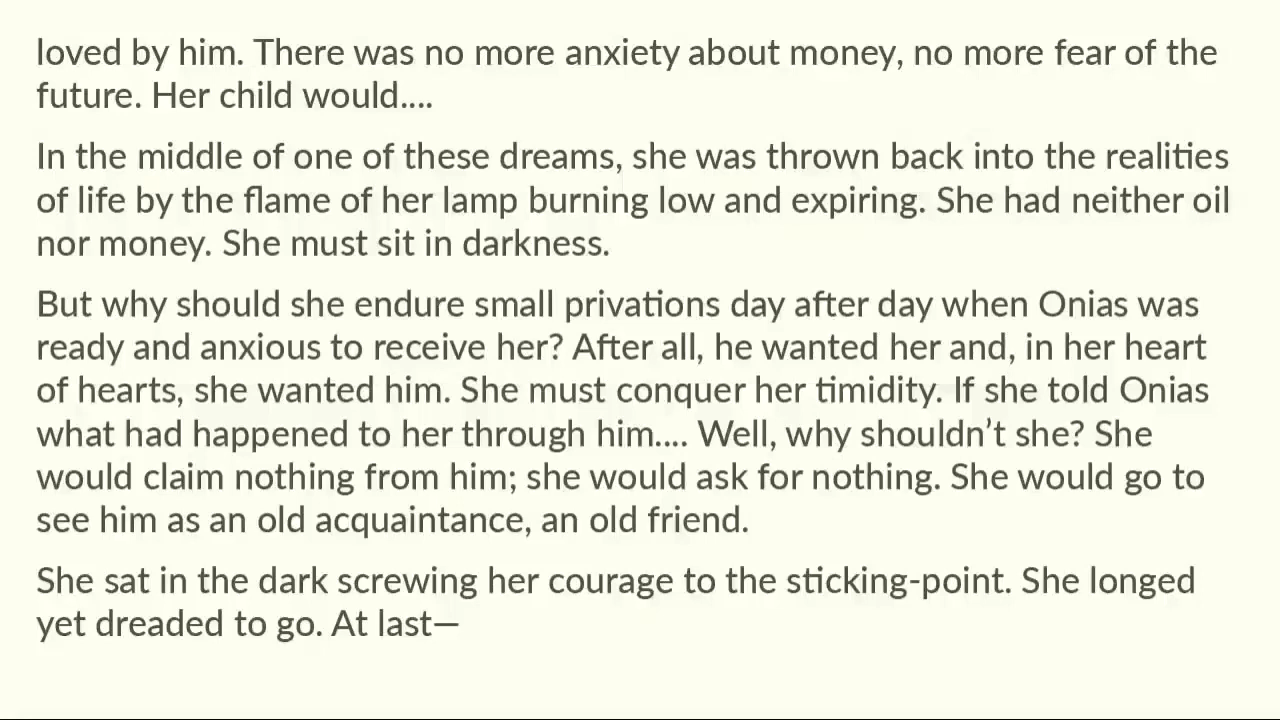 loved by him. There was no more anxiety about money, no more fear of the
future. Her child would....
In the middle of one of these dreams, she was thrown back into the realities
of life by the flame of her lamp burning low and expiring. She had neither oil
nor money. She must sit in darkness.
But why should she endure small privations day after day when Onias was
ready and anxious to receive her? After all, he wanted her and, in her heart
of hearts, she wanted him. She must conquer her timidity. If she told Onias
what had happened to her through him.... Well, why shouldn’t she? She
would claim nothing from him; she would ask for nothing. She would go to
see him as an old acquaintance, an old friend.
She sat in the dark screwing her courage to the sticking-point. She longed
yet dreaded to go. At last—